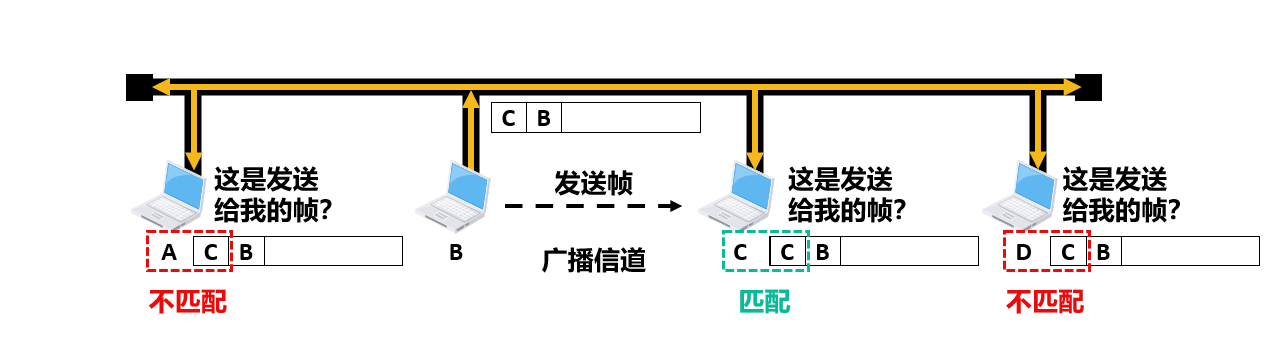 C B
这是发送
给我的帧？
发送帧
这是发送
给我的帧？
这是发送
给我的帧？
A C B
B
广播信道
C C B
D C B
不匹配
匹配
不匹配